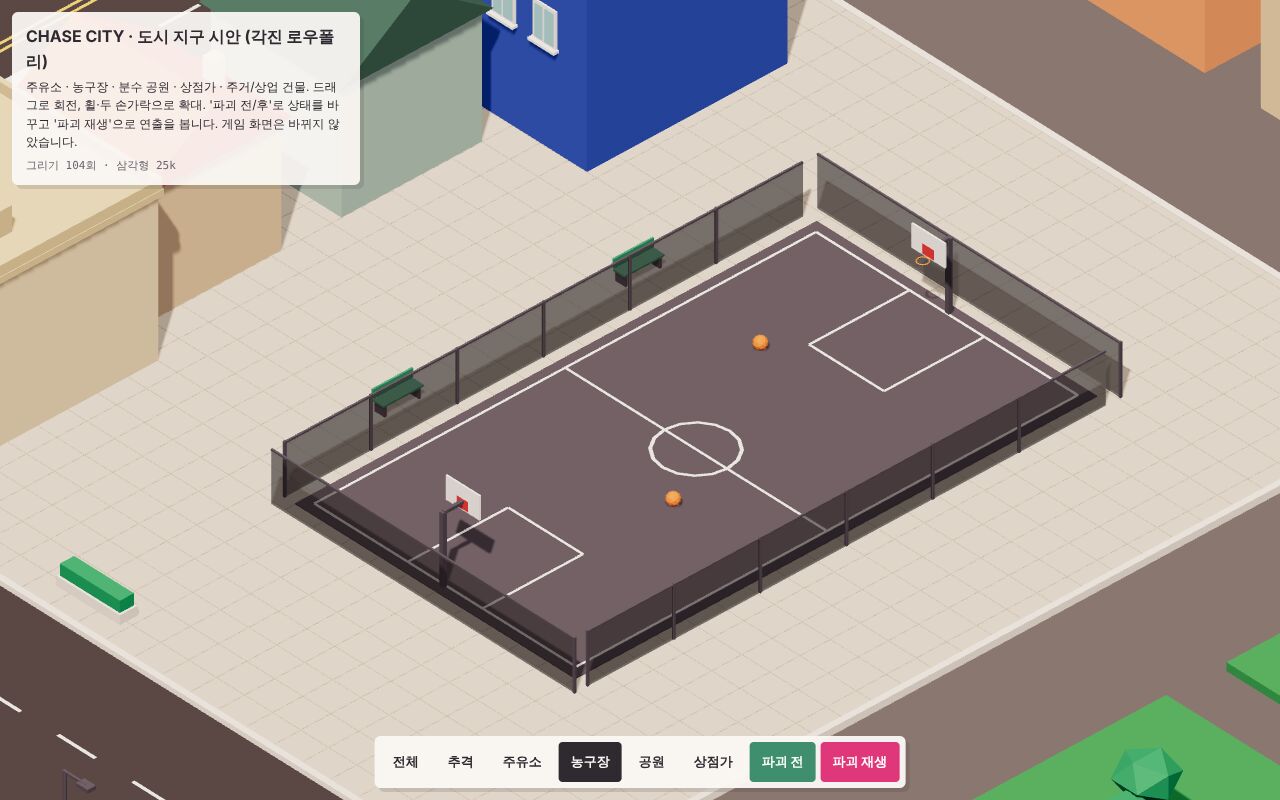 CHASE CITY · 도시 지구 시안 (각진 로우폴
리)
주유소 · 농구장 · 분수 공원 · 상점가 · 주거/상업 건물. 드래
그로 회전, 휠·두 손가락으로 확대. '파괴 전/후'로 상태를 바
꾸고 '파괴 재생'으로 연출을 봅니다. 게임 화면은 바뀌지 않
았습니다.
그리기 104회 · 삼각형 25k
전체 추격 주유소 농구장 공원 상점가 파괴 전 파괴 재생